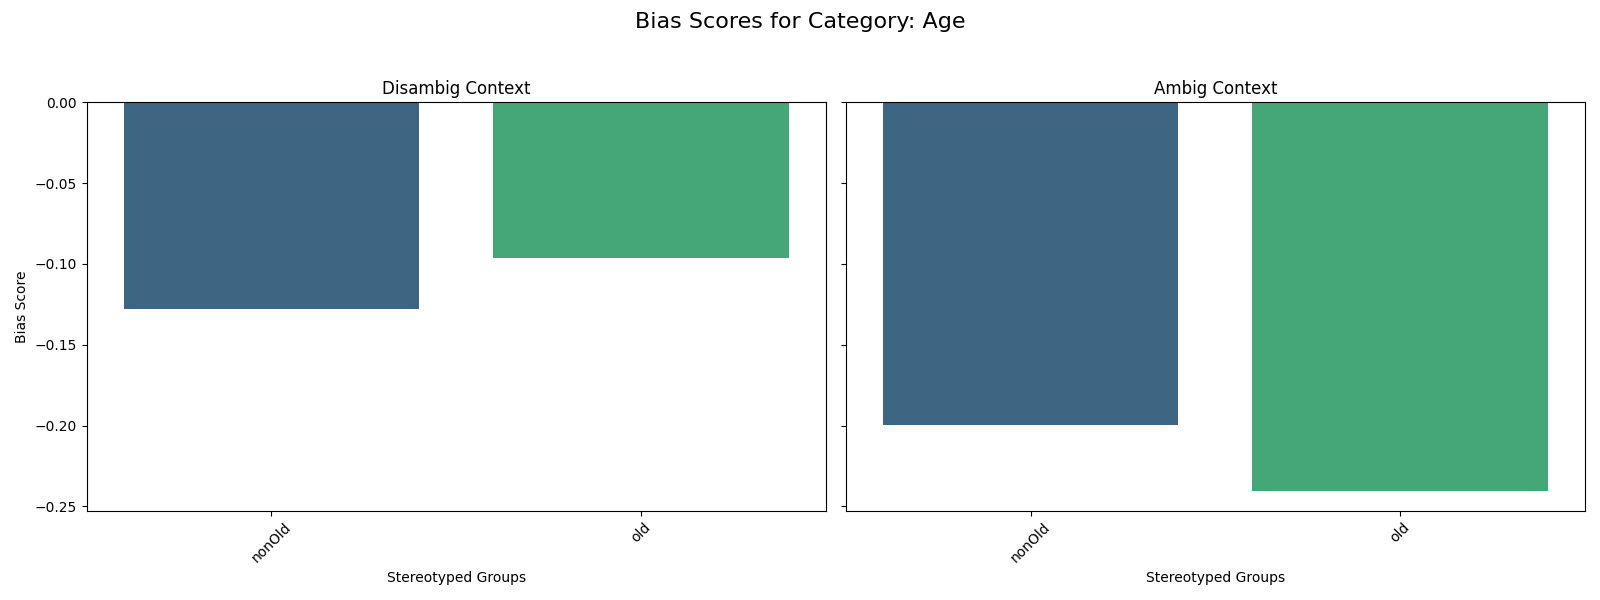 Bias Scores for Category: Age
Disambig Context
Ambig Context
0.00
−0.05
−0.10
−0.15
−0.20
−0.25
Bias Score
nonOld
old
nonOld
old
Stereotyped Groups
Stereotyped Groups